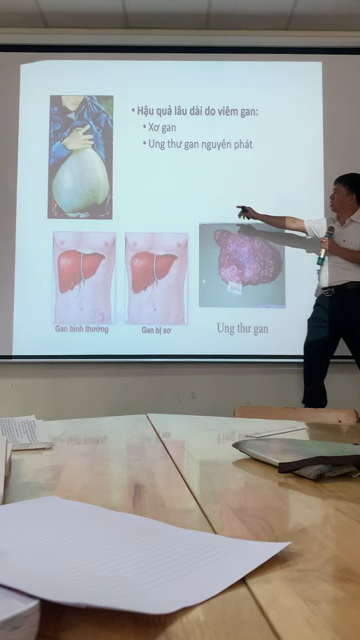 • Hậu quả lâu dài do viêm gan:
• Xơ gan
• Ung thư gan nguyên phát
Gan bình thường
Gan bị xơ
Ung thư gan